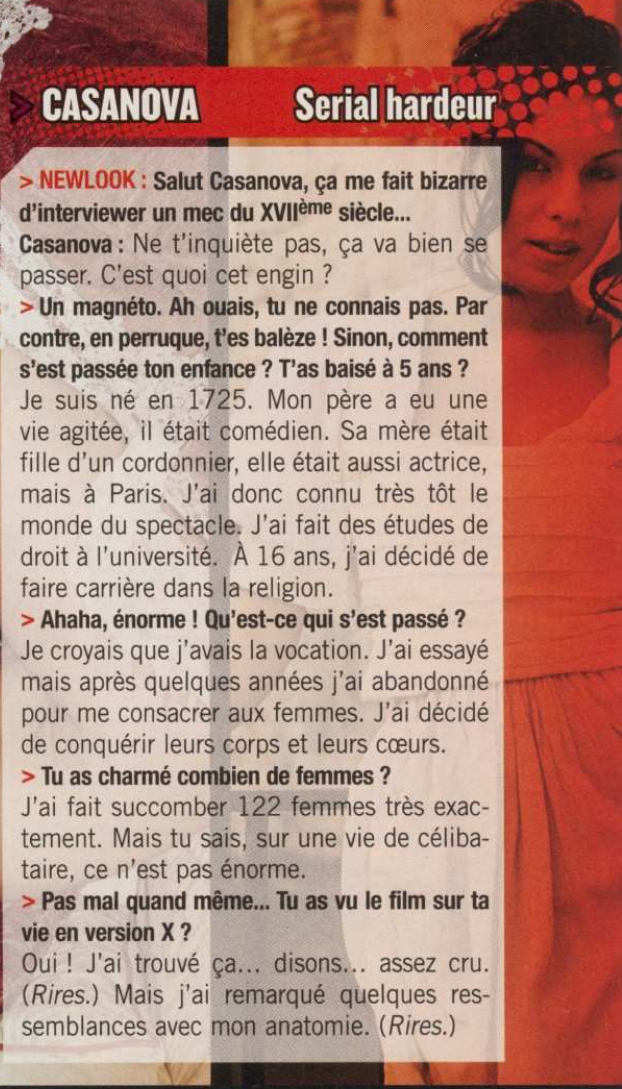 > CASANOVA Serial hardeur
> NEWLOOK : Salut Casanova, ça me fait bizarre
d'interviewer un mec du XVIIème siècle...
Casanova : Ne t'inquiète pas, ça va bien se
passer. C'est quoi cet engin ?
> Un magnéto. Ah ouais, tu ne connais pas. Par
contre, en perruque, t'es balèze ! Sinon, comment
s'est passée ton enfance ? T'as baisé à 5 ans ?
Je suis né en 1725. Mon père a eu une
vie agitée, il était comédien. Sa mère était
fille d'un cordonnier, elle était aussi actrice,
mais à Paris. J'ai donc connu très tôt le
monde du spectacle. J'ai fait des études de
droit à l'université. À 16 ans, j'ai décidé de
faire carrière dans la religion.
> Ahaha, énorme ! Qu'est-ce qui s'est passé ?
Je croyais que j'avais la vocation. J'ai essayé
mais après quelques années j'ai abandonné
pour me consacrer aux femmes. J'ai décidé
de conquérir leurs corps et leurs cœurs.
> Tu as charmé combien de femmes ?
J'ai fait succomber 122 femmes très exac-
tement. Mais tu sais, sur une vie de céliba-
taire, ce n'est pas énorme.
> Pas mal quand même... Tu as vu le film sur ta
vie en version X ?
Oui ! J'ai trouvé ça... disons... assez cru.
(Rires.) Mais j'ai remarqué quelques res-
semblances avec mon anatomie. (Rires.)